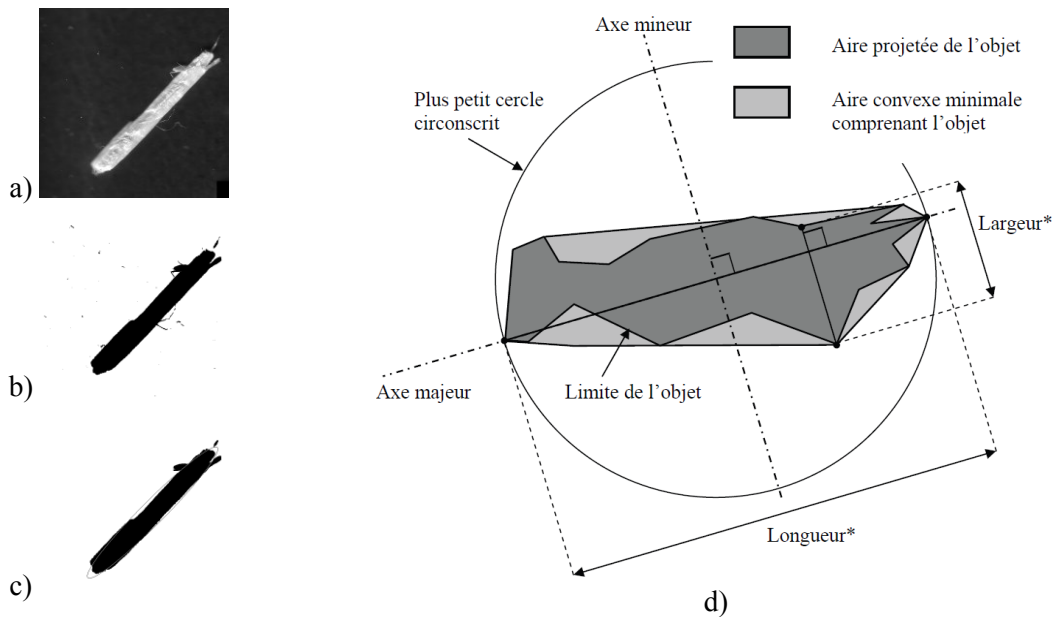 a)
b)
c)
Axe mineur
Aire projetée de l'objet
Plus petit cercle
circonscrit
Aire convexe minimale
comprenant l'objet
Largeur*
Axe majeur
Limite de l'objet
Longueur*
d)